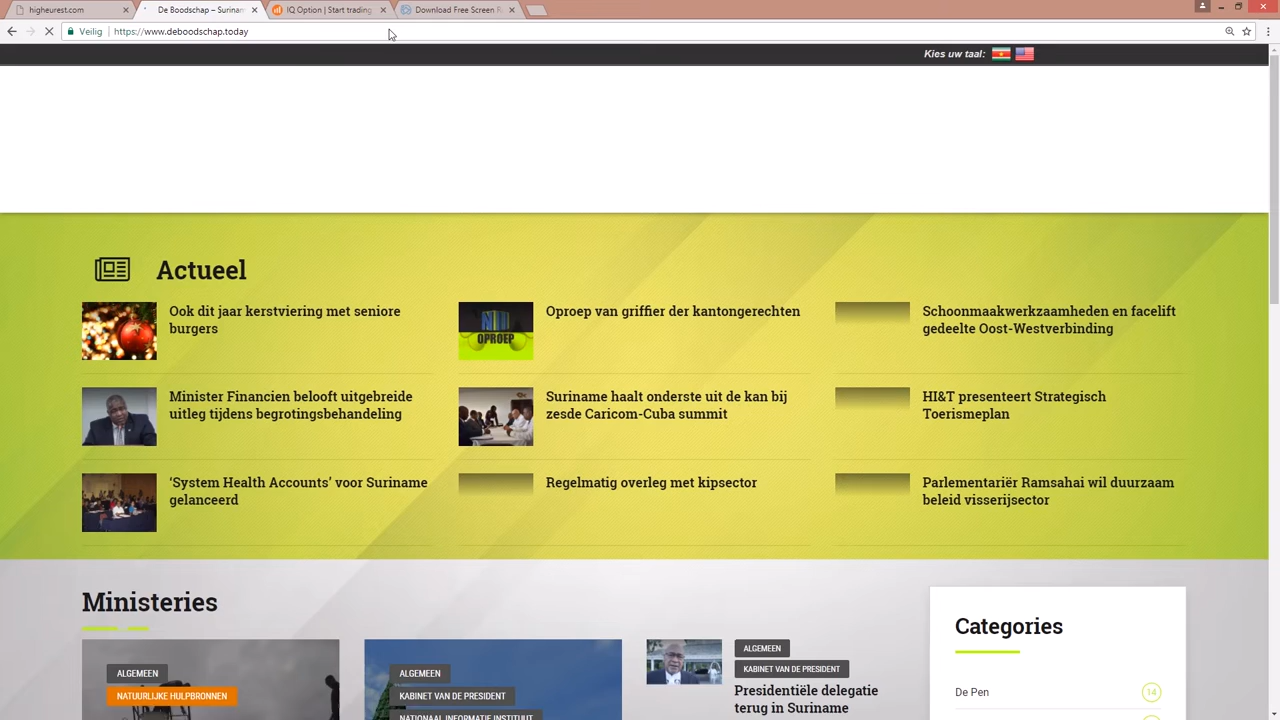 higheurest.com
De Boodschap – Surinam
IQ Option | Start trading
Download Free Screen R
Veilig
https://www.deboodschap.today
Kies uw taal:
Actueel
Ook dit jaar kerstviering met seniore
burgers
Oproep van griffier der kantongerechten
OPROEP
Schoonmaakwerkzaamheden en facelift
gedeelte Oost-Westverbinding
Minister Financien belooft uitgebreide
uitleg tijdens begrotingsbehandeling
Suriname haalt onderste uit de kan bij
zesde Caricom-Cuba summit
HI&T presenteert Strategisch
Toerismeplan
‘System Health Accounts’ voor Suriname
gelanceerd
Regelmatig overleg met kipsector
Parlementariër Ramsahai wil duurzaam
beleid visserijsector
Ministeries
ALGEMEEN
NATUURLIJKE HULPBRONNEN
ALGEMEEN
KABINET VAN DE PRESIDENT
NATIONAAL INFORMATIE INSTITUUT
ALGEMEEN
KABINET VAN DE PRESIDENT
Presidentiële delegatie
terug in Suriname
Categories
De Pen
14